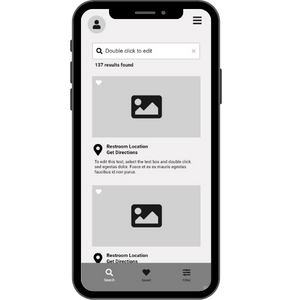 Double click to edit
137 results found
Restroom Location
Get Directions
To edit this text, select the text box and double click.
sed egestas dolor. Fusce et ex eu mauris egestas
faucibus id non purus.
Restroom Location
Get Directions
Search
Saved
Filter